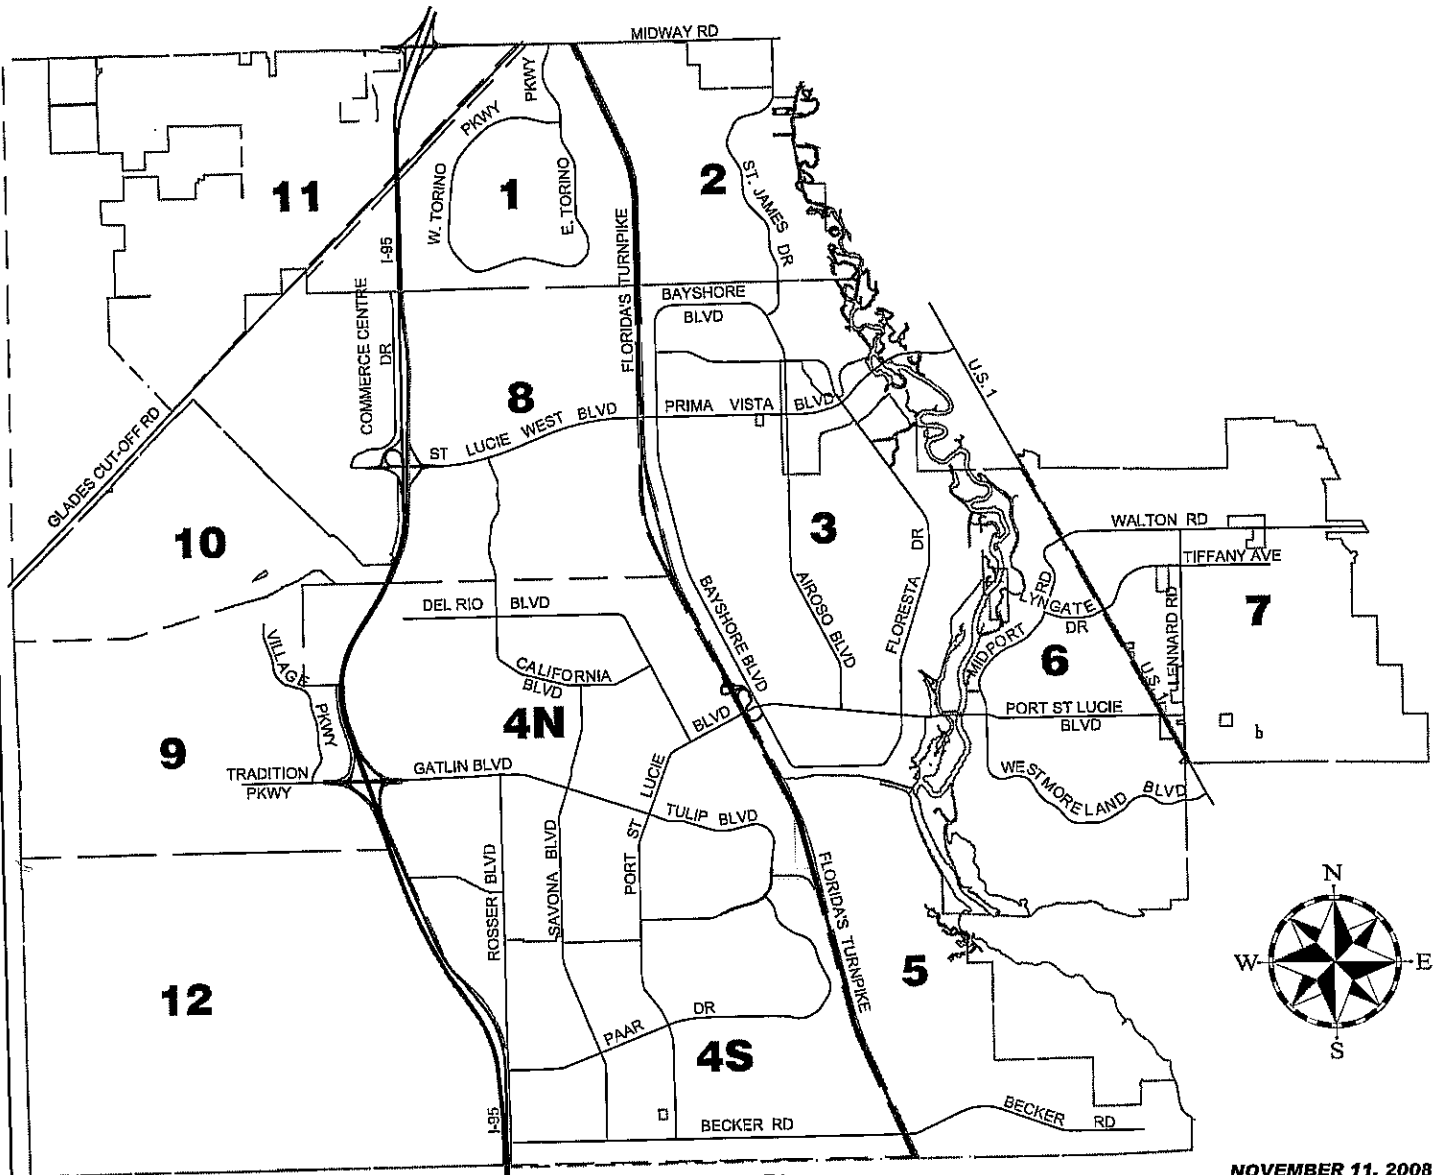 MIDWAY RD
PKWY
PKWY
2
ST. JAMES DR
11
1
W. TORINO
E. TORINO
I-95
FLORIDA'S TURNPIKE
COMMERCE CENTRE
DR
BAYSHORE
BLVD
U.S. 1
8
PRIMA VISTA BLVD
ST LUCIE WEST BLVD
GLADES CUT-OFF RD
10
3
DR
WALTON RD
TIFFANY AVE
RD
LYNGATE
DR
7
DEL RIO BLVD
BAYSHORE BLVD
AIROSO BLVD
FLORESTA
MIDPORT
6
LENNARD RD
U.S. 1
VILLAGE
PKWY
CALIFORNIA
BLVD
4N
BLVD
PORT ST LUCIE
BLVD
b
9
TRADITION
PKWY
GATLIN BLVD
LUCIE
WESTMORELAND BLVD
TULIP BLVD
ST
PORT
ROSSER BLVD
SAVONA BLVD
FLORIDA'S TURNPIKE
N
W
E
S
5
12
PAAR DR
4S
I-95
BECKER RD
BECKER RD
NOVEMBER 11, 2008